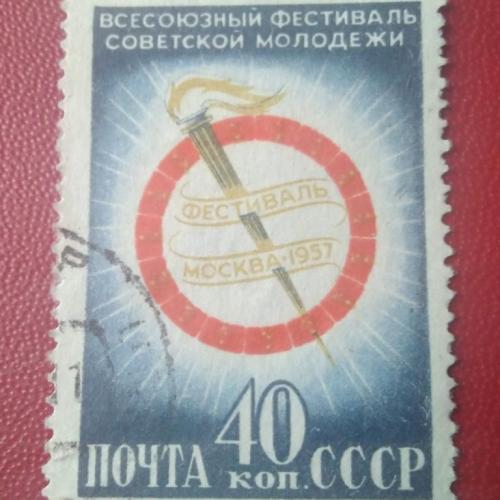 ВСЕСОЮЗНЫЙ ФЕСТИВАЛЬ
СОВЕТСКОЙ МОЛОДЕЖИ
ФЕСТИВАЛЬ
МОСКВА·1957
40
ПОЧТА КОП. СССР